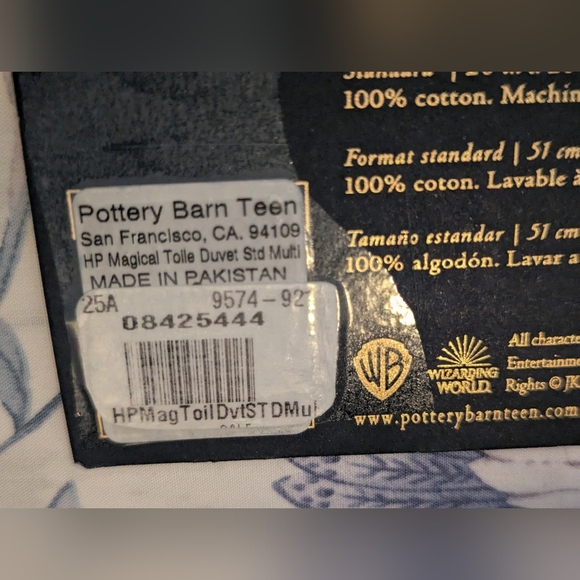 Standard |
100% cotton. Machin
Format standard | 51 cm
100% coton. Lavable à
Tamaño estandar | 51 cm
100% algodón. Lavar a
Pottery Barn Teen
San Francisco, CA. 94109
HP Magical Toile Duvet Std Multi
MADE IN PAKISTAN
25A 9574-92
08425444
HPMagToilDvtSTDMul
WB
WIZARDING
WORLD
All characte
Entertainme
Rights © JK
www.potterybarnteen.com